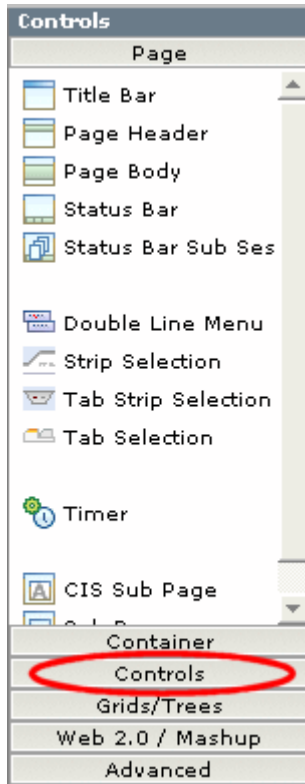 Controls
Page
Title Bar
Page Header
Page Body
Status Bar
Status Bar Sub Ses
Double Line Menu
Strip Selection
Tab Strip Selection
Tab Selection
Timer
A CIS Sub Page
Container
Controls
Grids/Trees
Web 2.0 / Mashup
Advanced